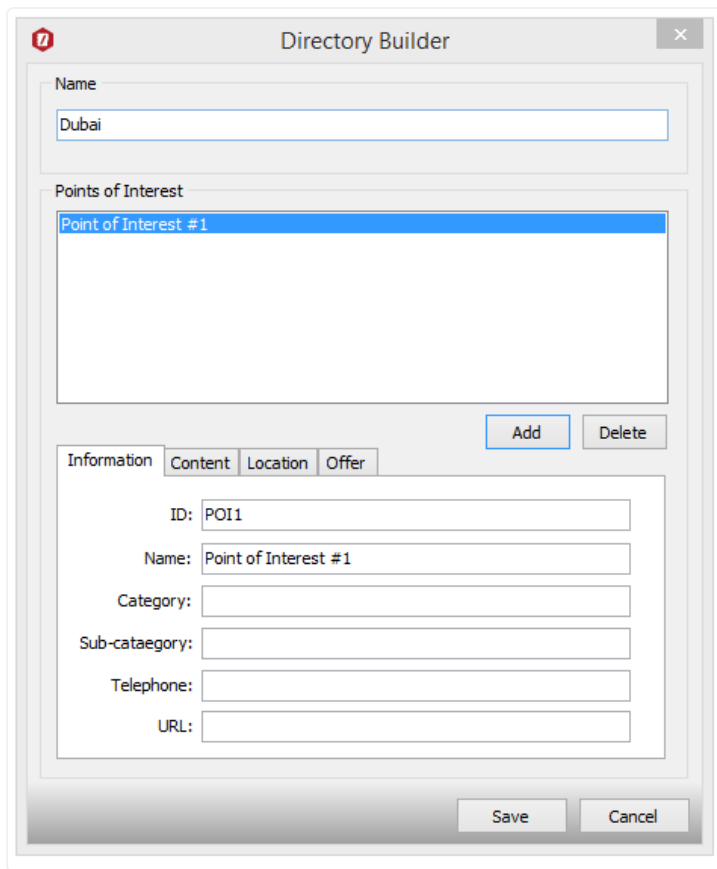 Directory Builder
Name
Dubai
Points of Interest
Point of Interest #1
Add Delete
Information Content Location Offer
ID: POI1
Name: Point of Interest #1
Category:
Sub-cataegory:
Telephone:
URL:
Save Cancel